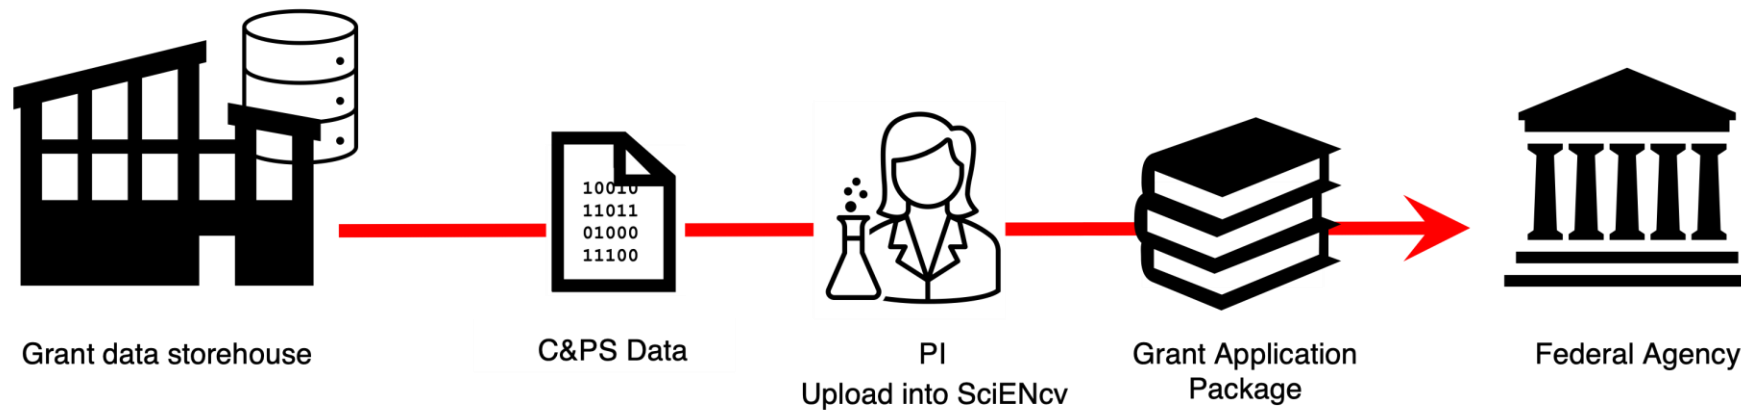 10010
11011
01000
11100
Grant data storehouse
C&PS Data
PI
Upload into SciENcv
Grant Application
Package
Federal Agency